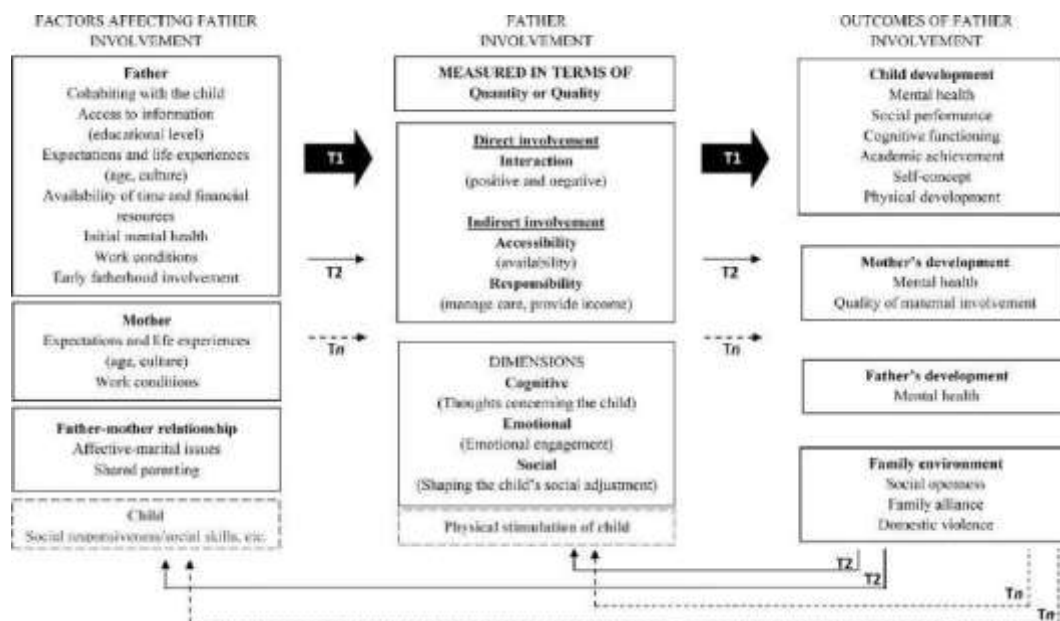 FACTORS AFFECTING FATHER
INVOLVEMENT
Father
Cohabiting with the child
Access to information
(educational level)
Expectations and life experiences
(age, culture)
Availability of time and financial
resources
Initial mental health
Work conditions
Early fatherhood involvement
Mother
Expectations and life experiences
(age, culture)
Work conditions
Father-mother relationship
Affective-marital issues
Shared parenting
Child
Social responsiveness/social skills, etc.
T1
T2
Tn
FATHER
INVOLVEMENT
MEASURED IN TERMS OF
Quantity or Quality
Direct involvement
Interaction
(positive and negative)
Indirect involvement
Accessibility
(availability)
Responsibility
(manage care, provide income)
DIMENSIONS
Cognitive
(Thoughts concerning the child)
Emotional
(Emotional engagement)
Social
(Shaping the child's social adjustment)
Physical stimulation of child
T1
T2
Tn
OUTCOMES OF FATHER
INVOLVEMENT
Child development
Mental health
Social performance
Cognitive functioning
Academic achievement
Self-concept
Physical development
Mother's development
Mental health
Quality of maternal involvement
Father's development
Mental health
Family environment
Social openness
Family alliance
Domestic violence
T2
T2
Tn
Tn